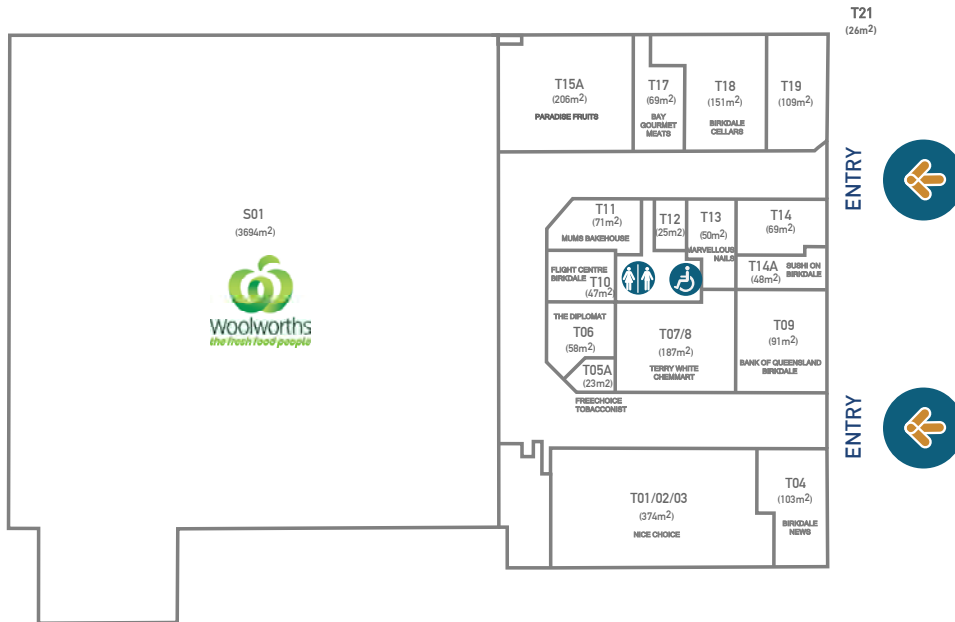 T21
(26m²)
T15A
(206m²)
PARADISE FRUITS
T17
(69m²)
BAY
GOURMET
MEATS
T18
(151m²)
BIRKDALE
CELLARS
T19
(109m²)
ENTRY
S01
(3694m²)
Woolworths
the fresh food people
T11
(71m²)
MUMS BAKEHOUSE
T12
(25m²)
T13
(50m²)
MARVELLOUS
NAILS
T14
(69m²)
T14A
(48m²)
SUSHI ON
BIRKDALE
FLIGHT CENTRE
BIRKDALE
T10
(47m²)
THE DIPLOMAT
T06
(58m²)
T05A
(23m²)
FREECHOICE
TOBACCONIST
T07/8
(187m²)
TERRY WHITE
CHEMMART
T09
(91m²)
BANK OF QUEENSLAND
BIRKDALE
ENTRY
T01/02/03
(374m²)
NICE CHOICE
T04
(103m²)
BIRKDALE
NEWS